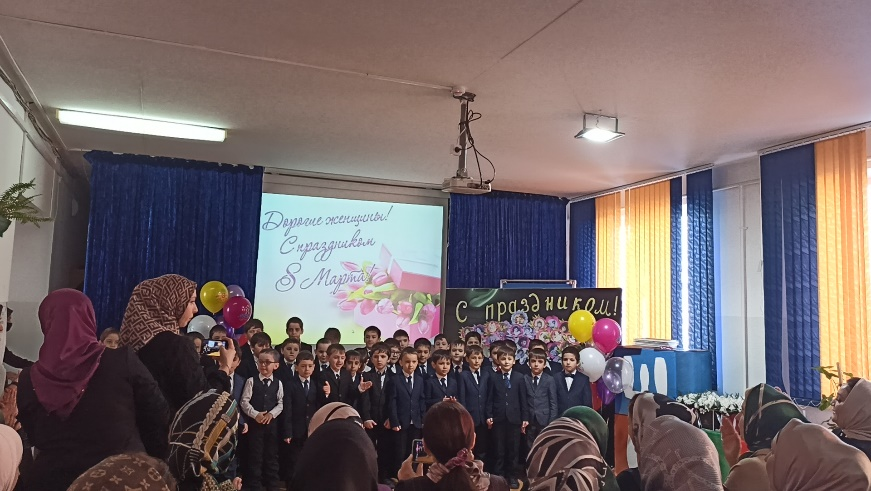 Дорогие женщины!
С праздником
8 Марта!
С праздником!